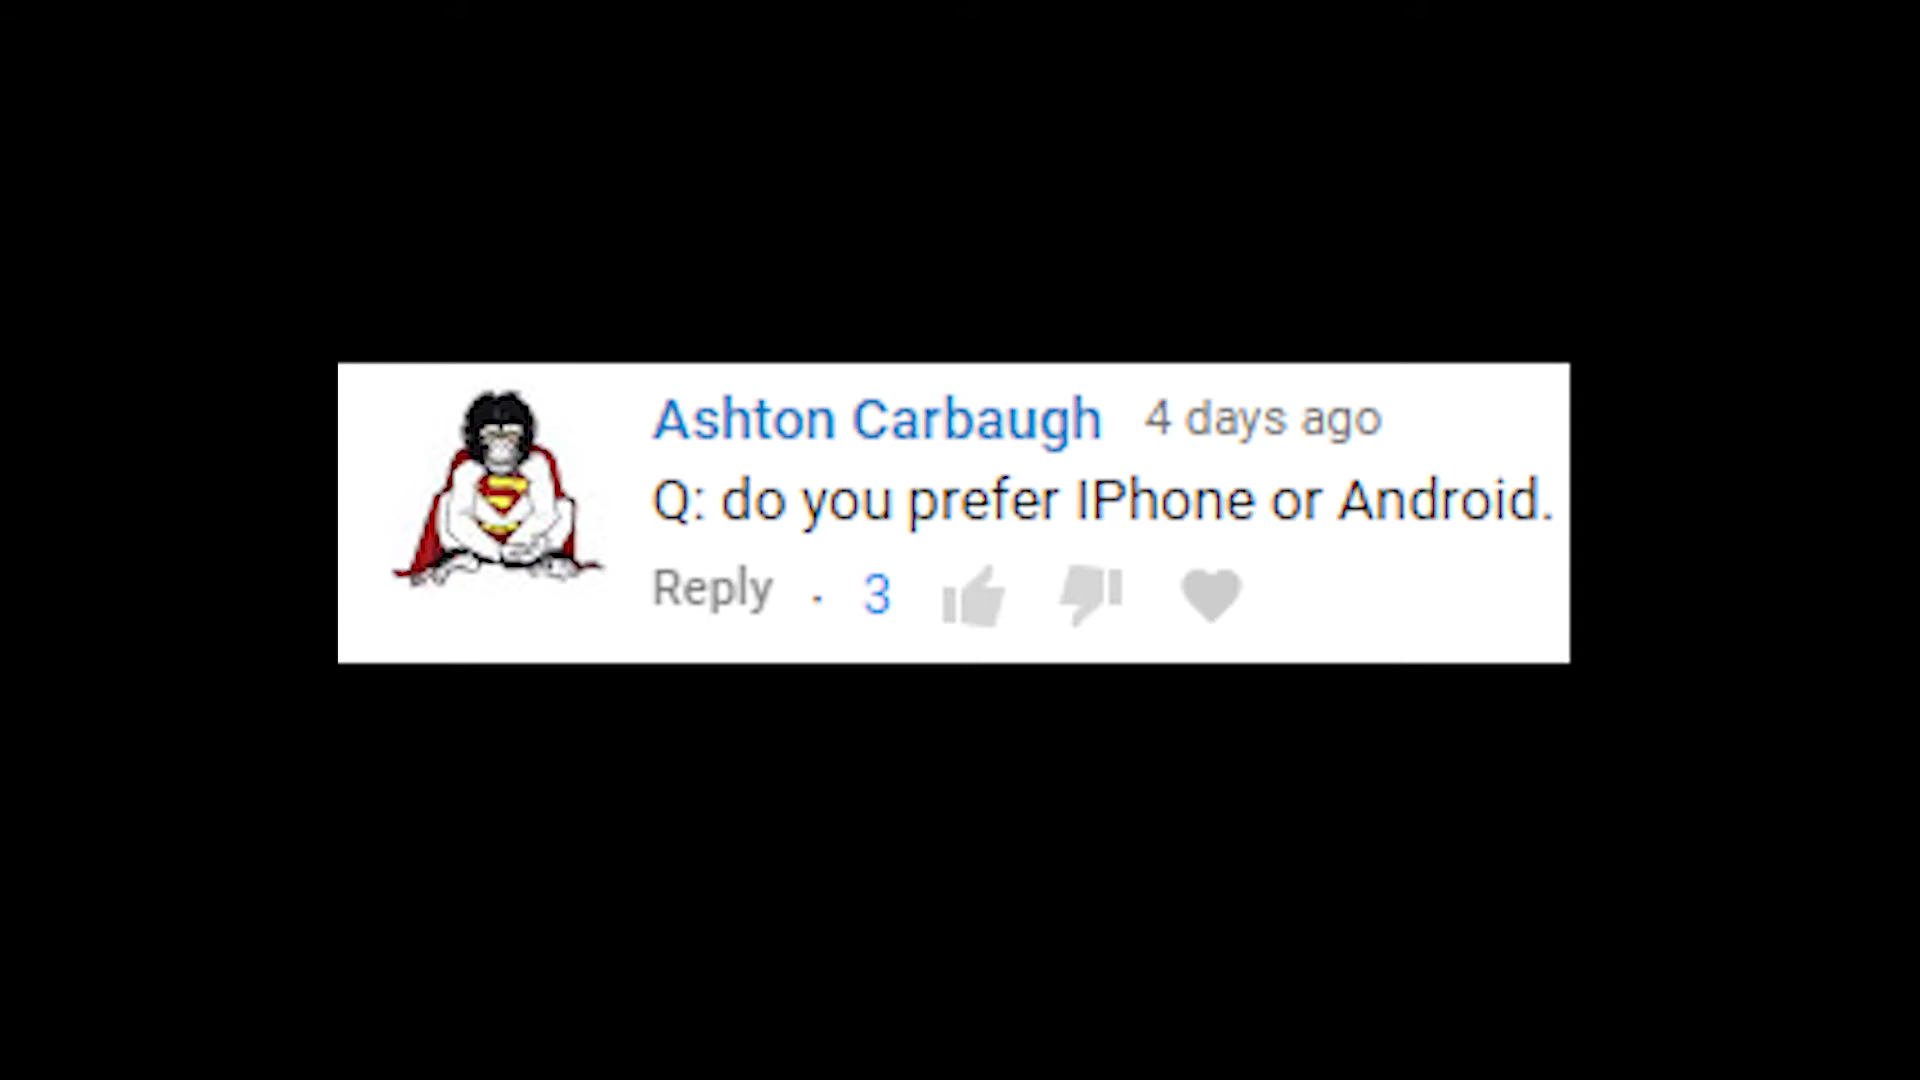 Ashton Carbaugh 4 days ago
Q: do you prefer IPhone or Android.
Reply · 3